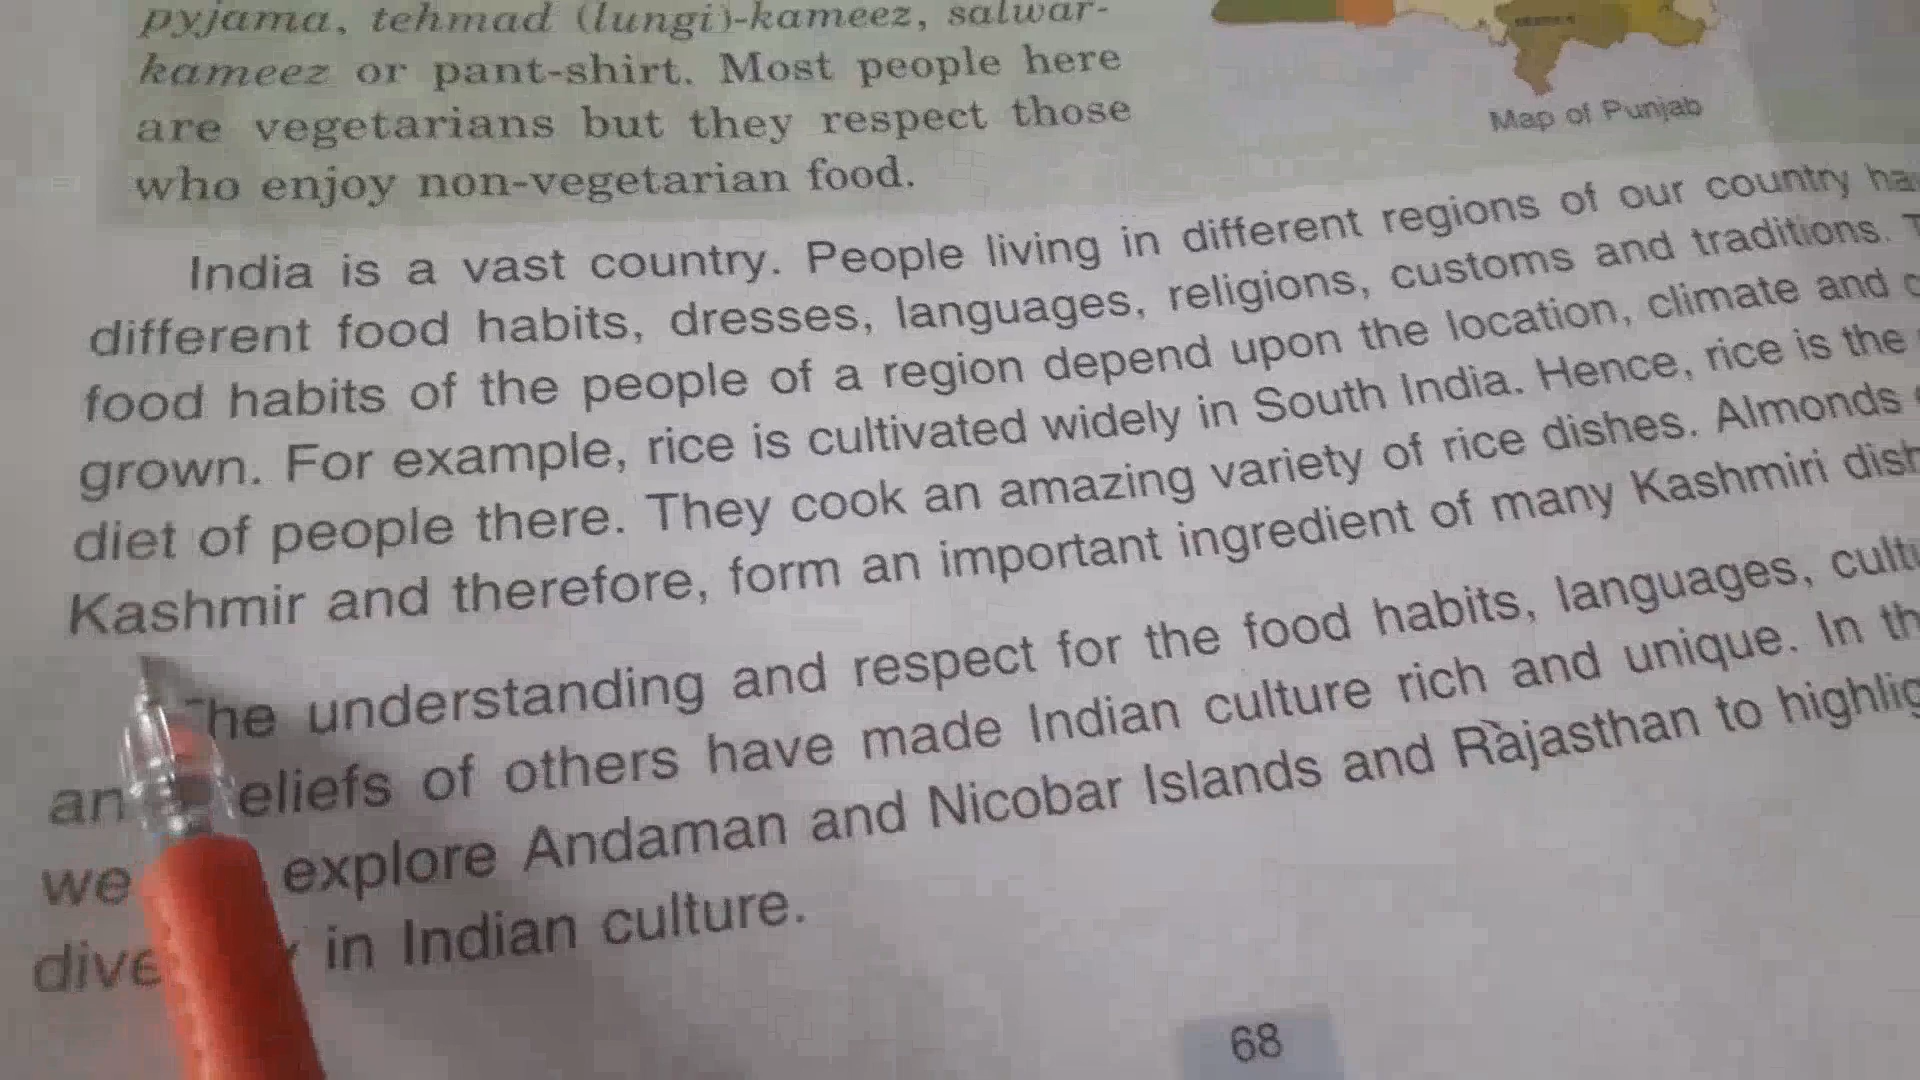 pyjama, tehmad (lungi)-kameez, salwar-
kameez or pant-shirt. Most people here
are vegetarians but they respect those
who enjoy non-vegetarian food.
Map of Punjab
India is a vast country. People living in different regions of our country
different food habits, dresses, languages, religions, customs and traditions.
food habits of the people of a region depend upon the location, climate and
grown. For example, rice is cultivated widely in South India. Hence, rice is the
diet of people there. They cook an amazing variety of rice dishes. Almonds
Kashmir and therefore, form an important ingredient of many Kashmiri
understanding and respect for the food habits, languages,
of others have made Indian culture rich and unique. In
we explore Andaman and Nicobar Islands and Rajasthan to
in Indian culture.
68